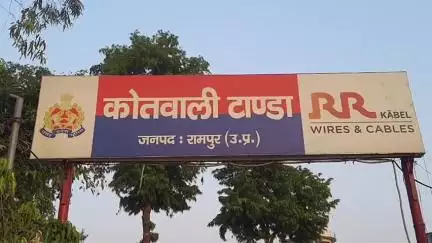 कोतवाली टाण्डा
जनपद : रामपुर (उ.प्र.)
RR KABEL
WIRES & CABLES